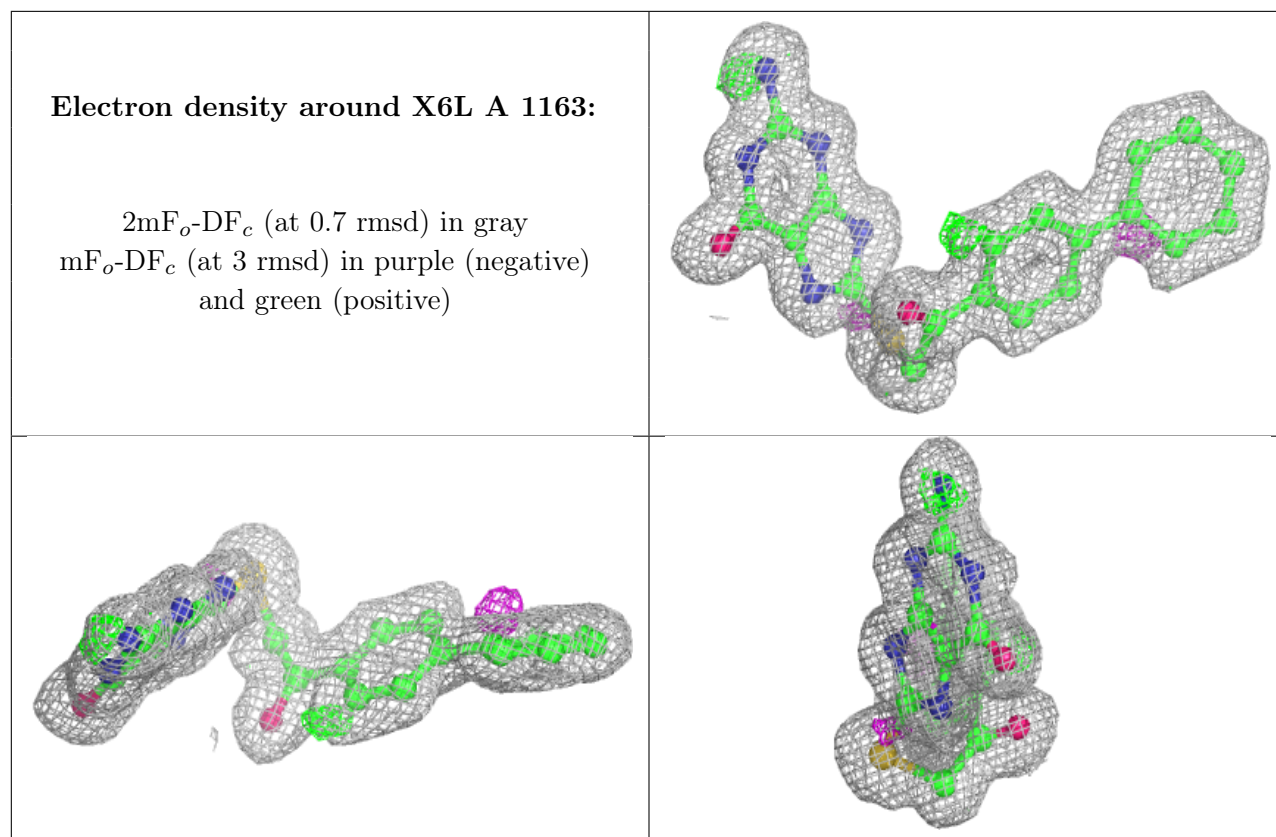 Electron density around X6L A 1163:
2mFo-DFc (at 0.7 rmsd) in gray
mFo-DFc (at 3 rmsd) in purple (negative)
and green (positive)